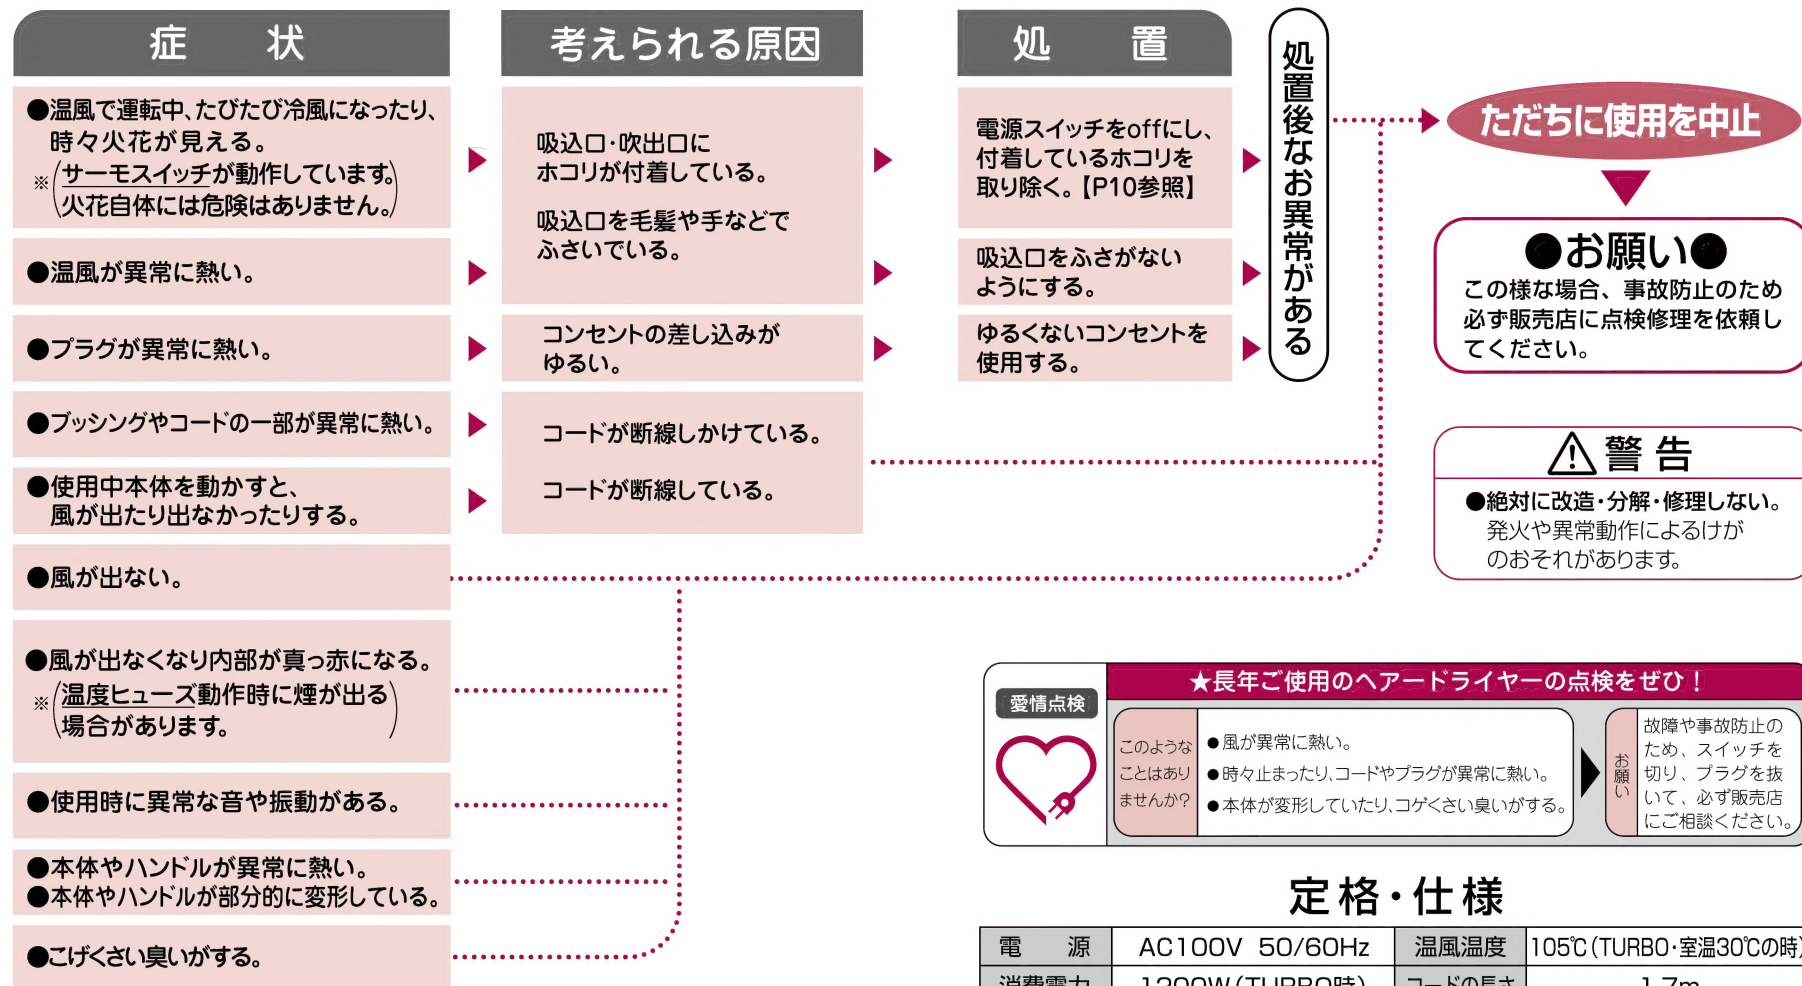 症状
考えられる原因
処置
●温風で運転中、たびたび冷風になったり、
時々火花が見える。
※(サーモスイッチが動作しています。
火花自体には危険はありません。)
吸込口・吹出口に
ホコリが付着している。
吸込口を毛髪や手などで
ふさいでいる。
電源スイッチをoffにし、
付着しているホコリを
取り除く。【P10参照】
●温風が異常に熱い。
吸込口をふさがない
ようにする。
●プラグが異常に熱い。
コンセントの差し込みが
ゆるい。
ゆるくないコンセントを
使用する。
●ブッシングやコードの一部が異常に熱い。
●使用中本体を動かすと、
風が出たり出なかったりする。
コードが断線しかけている。
コードが断線している。
●風が出ない。
●風が出なくなり内部が真っ赤になる。
※(温度ヒューズ動作時に煙が出る
場合があります。)
●使用時に異常な音や振動がある。
●本体やハンドルが異常に熱い。
●本体やハンドルが部分的に変形している。
●こげくさい臭いがする。
処置後なお異常がある
ただちに使用を中止
●お願い●
この様な場合、事故防止のため
必ず販売店に点検修理を依頼し
てください。
⚠警告
●絶対に改造・分解・修理しない。
発火や異常動作によるけが
のおそれがあります。
愛情点検
★長年ご使用のヘアードライヤーの点検をぜひ!
このような
ことはあり
ませんか?
●風が異常に熱い。
●時々止まったり、コードやプラグが異常に熱い。
●本体が変形していたり、コゲくさい臭いがする。
お願い
故障や事故防止の
ため、スイッチを
切り、プラグを抜
いて、必ず販売店
にご相談ください。
定格・仕様
電源 AC100V 50/60Hz 温風温度 105℃(TURBO・室温30℃の時)
消費電力 1200W(TURBO時) コードの長さ 1.7m